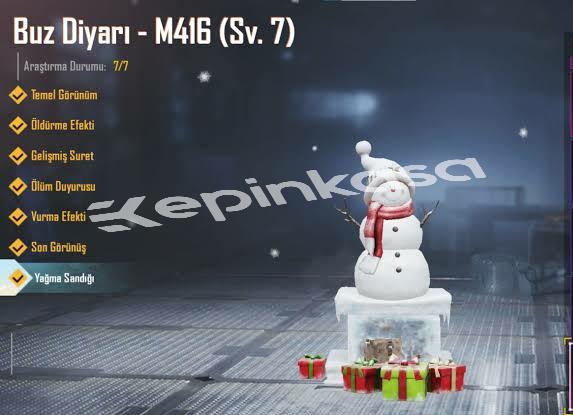 Buz Diyarı - M416 (Sv. 7)
Araştırma Durumu: 7/7
Temel Görünüm
Öldürme Efekti
Gelişmiş Suret
Ölüm Duyurusu
Vurma Efekti
Son Görünüş
Yağma Sandığı
epinkasa